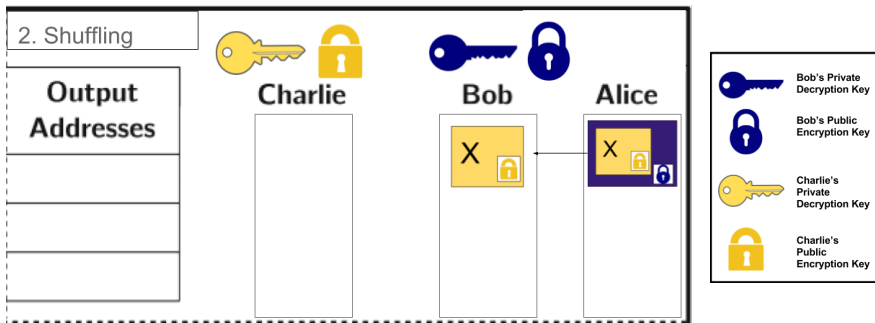 2. Shuffling
Output
Addresses
Charlie
Bob
Alice
X
X
Bob's Private
Decryption Key
Bob's Public
Encryption Key
Charlie's
Private
Decryption Key
Charlie's
Public
Encryption Key